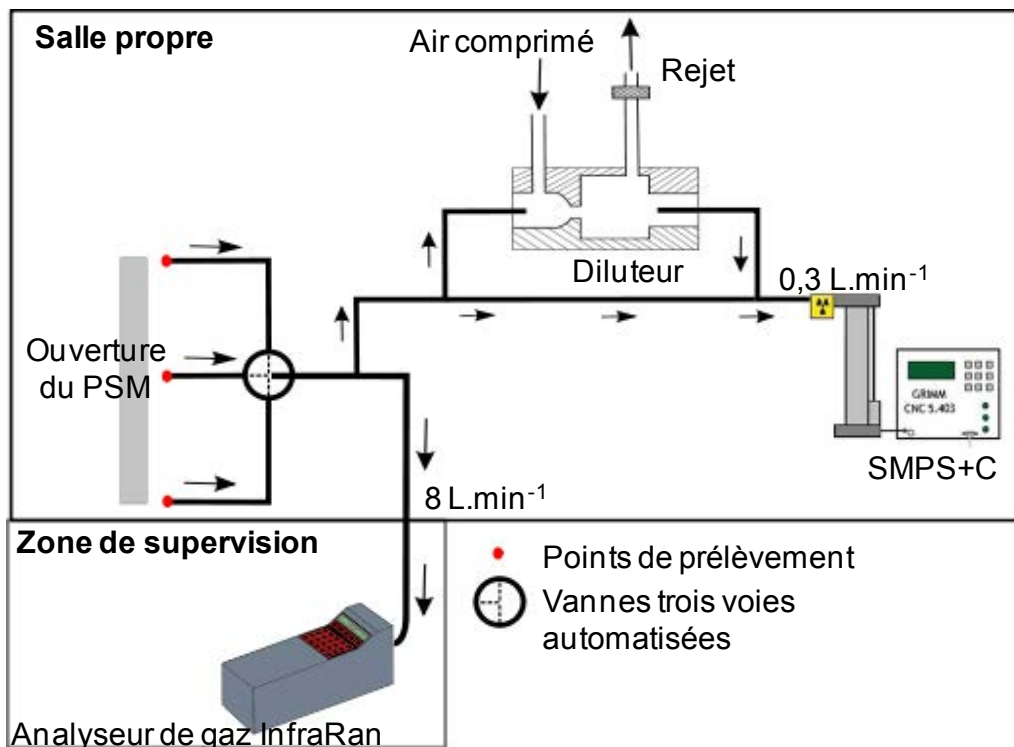 Salle propre
Air comprimé
Rejet
Diluteur
0,3 L.min-1
Ouverture
du PSM
GRIMM
CNC 5.403
SMPS+C
8 L.min-1
Zone de supervision
Points de prélèvement
Vannes trois voies
automatisées
Analyseur de gaz InfraRan